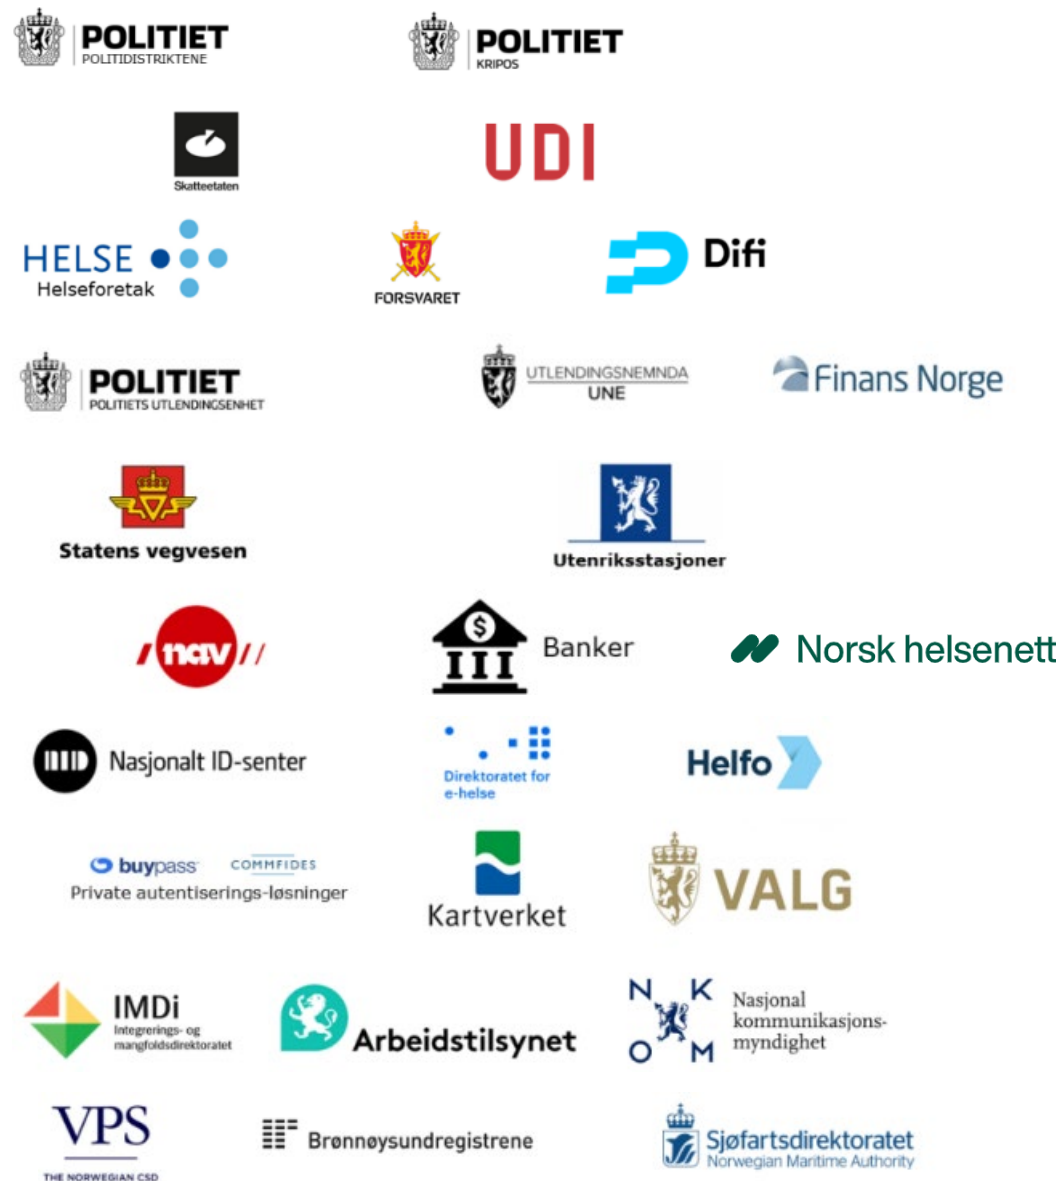 POLITIET
POLITIDISTRIKTENE
POLITIET
KRIPOS
Skatteetaten
UDI
HELSE
Helseforetak
FORSVARET
Difi
POLITIET
POLITIETS UTLENDINGSENHET
UTLENDINGSNEMNDA
UNE
Finans Norge
Statens vegvesen
Utenriksstasjoner
nav
$
Banker
Norsk helsenett
Nasjonalt ID-senter
Direktoratet for
e-helse
Helfo
buypass
COMMFIDES
Private autentiserings-løsninger
Kartverket
VALG
IMDi
Integrerings- og
mangfoldsdirektoratet
Arbeidstilsynet
N K
O M
Nasjonal
kommunikasjons-
myndighet
VPS
THE NORWEGIAN CSD
Brønnøysundregistrene
Sjøfartsdirektoratet
Norwegian Maritime Authority